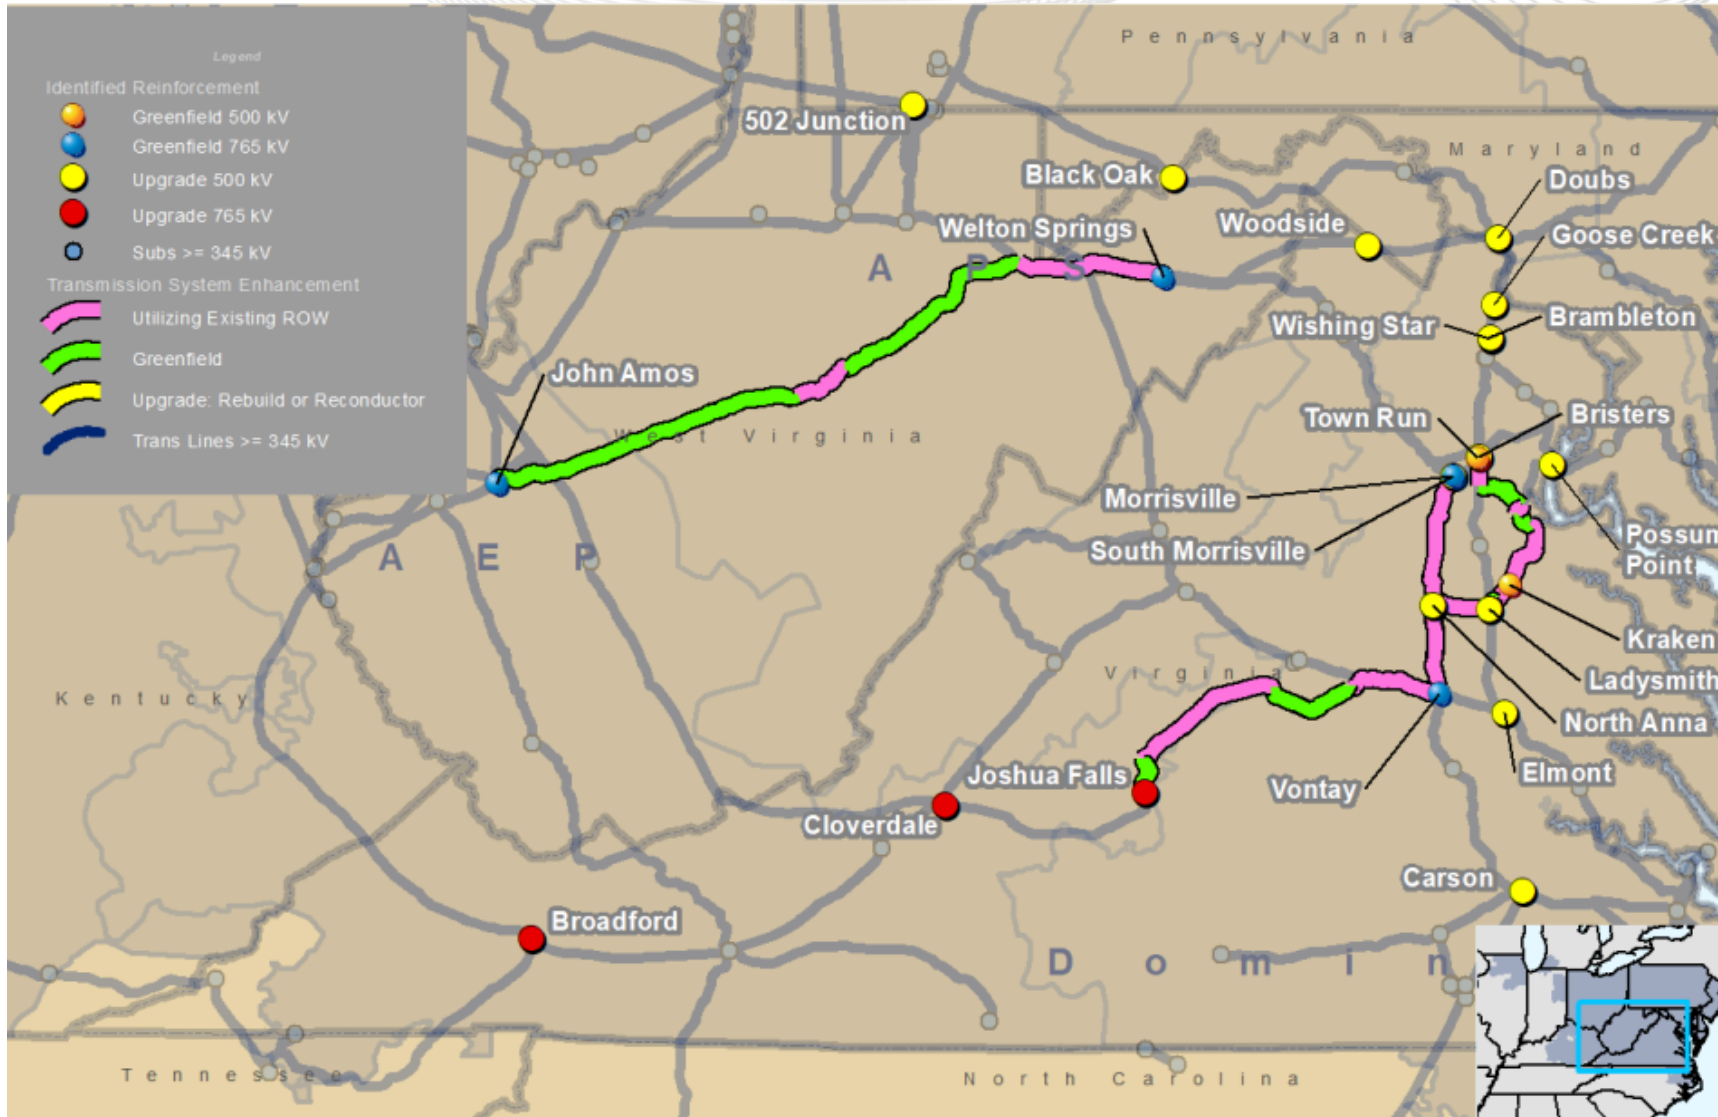 Legend
Identified Reinforcement
Greenfield 500 kV
Greenfield 765 kV
Upgrade 500 kV
Upgrade 765 kV
Subs >= 345 kV
Transmission System Enhancement
Utilizing Existing ROW
Greenfield
Upgrade: Rebuild or Reconductor
Trans Lines >= 345 kV
Pennsylvania
502 Junction
Maryland
Black Oak
Doubs
Welton Springs
Woodside
Goose Creek
APS
Wishing Star
Brambleton
John Amos
Town Run
Bristers
West Virginia
Morrisville
South Morrisville
Possum
Point
AEP
Kraken
Virginia
Ladysmith
Kentucky
North Anna
Joshua Falls
Vontay
Elmont
Cloverdale
Carson
Broadford
Domin
Tennessee
North Carolina